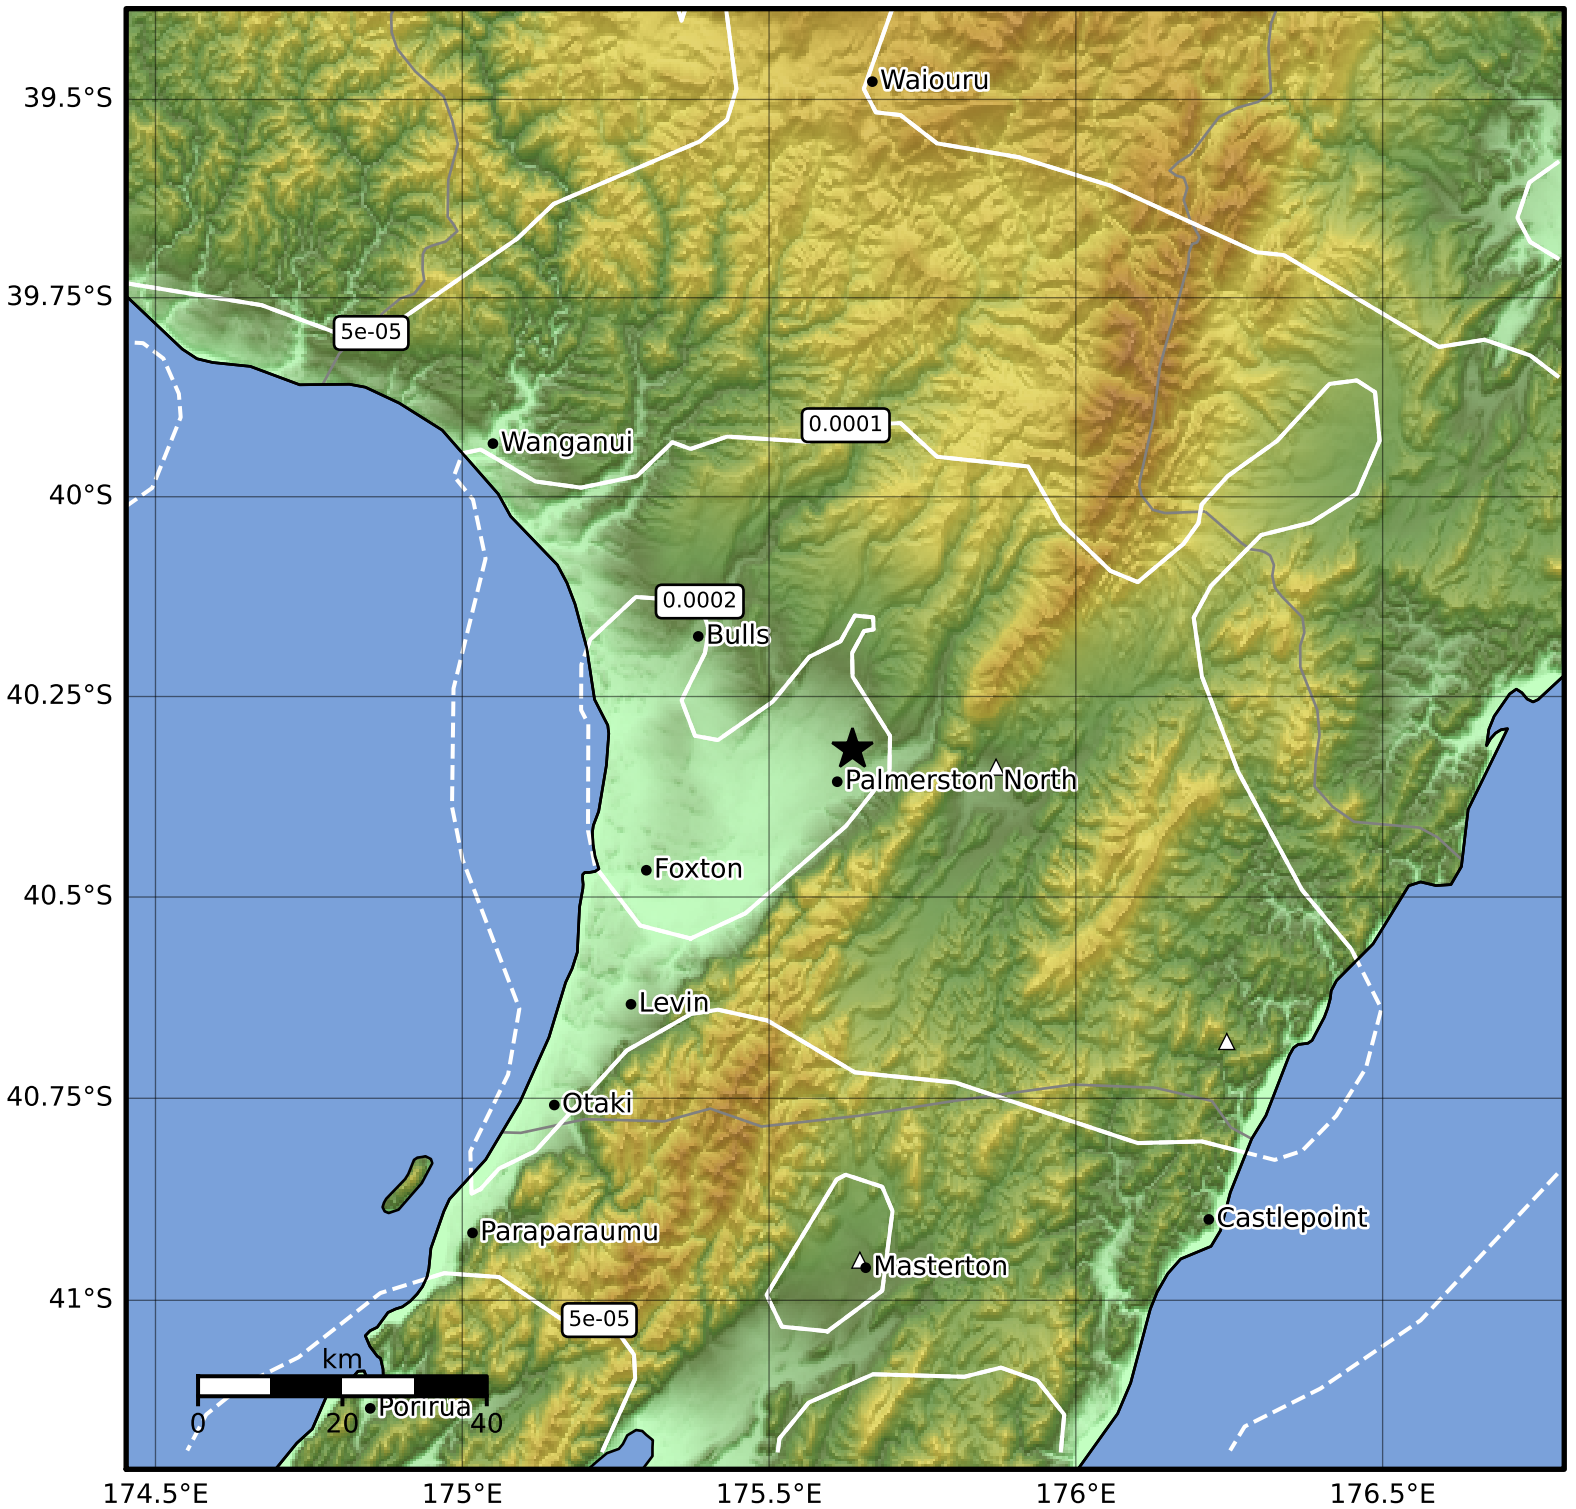 Waiouru
39.5°S
39.75°S
5e-05
0.0001
Wanganui
40°S
0.0002
Bulls
40.25°S
Palmerston North
Foxton
40.5°S
Levin
40.75°S
Otaki
Castlepoint
Paraparaumu
Masterton
41°S
5e-05
km
Porirua
0 20 40
174.5°E 175°E 175.5°E 176°E 176.5°E